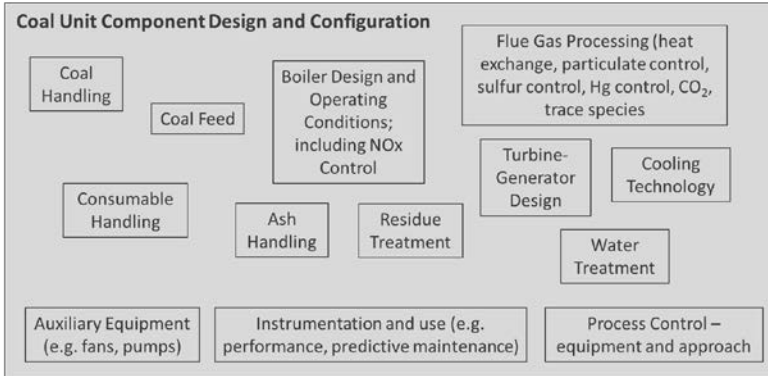 Coal Unit Component Design and Configuration
Coal
Handling
Coal Feed
Boiler Design and
Operating
Conditions;
including NOx
Control
Flue Gas Processing (heat
exchange, particulate control,
sulfur control, Hg control, CO₂,
trace species
Turbine-
Generator
Design
Cooling
Technology
Consumable
Handling
Ash
Handling
Residue
Treatment
Water
Treatment
Auxiliary Equipment
(e.g. fans, pumps)
Instrumentation and use (e.g.
performance, predictive maintenance)
Process Control –
equipment and approach